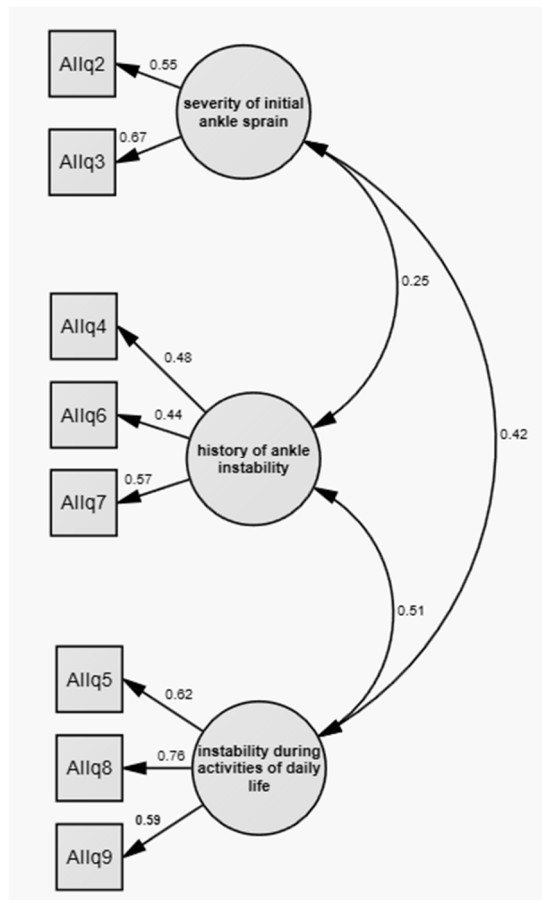 AIIq2
0.55
severity of initial
ankle sprain
0.67
AIIq3
0.25
AIIq4
0.48
AIIq6
0.44
history of ankle
instability
0.42
AIIq7
0.57
0.51
AIIq5
0.62
AIIq8
0.76
instability during
activities of daily
life
0.59
AIIq9